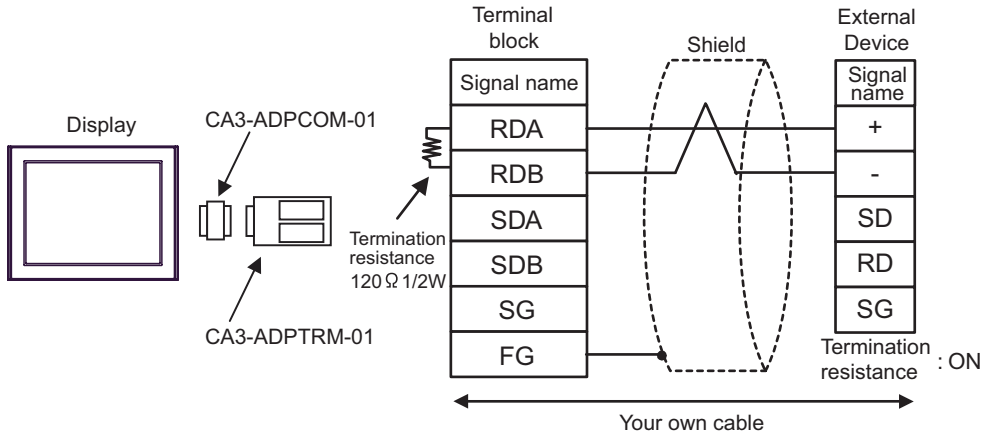 Display
CA3-ADPCOM-01
CA3-ADPTRM-01
Termination
resistance
120Ω 1/2W
Terminal
block
Signal name
RDA
RDB
SDA
SDB
SG
FG
Shield
External
Device
Signal
name
+
-
SD
RD
SG
Termination
resistance : ON
Your own cable